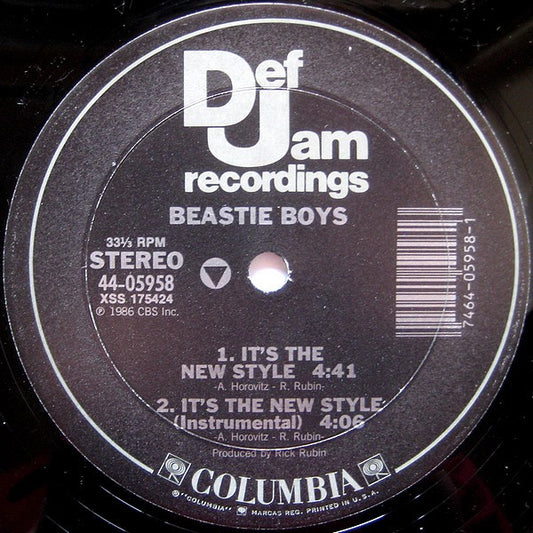 Def
Jam
recordings
BEASTIE BOYS
33⅓ RPM
STEREO
44-05958
XSS 175424
℗ 1986 CBS Inc.
7464-05958-1
1. IT'S THE
NEW STYLE 4:41
-A. Horovitz - R. Rubin-
2. IT'S THE NEW STYLE
(Instrumental) 4:06
-A. Horovitz - R. Rubin-
Produced by Rick Rubin
COLUMBIA
®"COLUMBIA" MARCAS REG. PRINTED IN U.S.A.